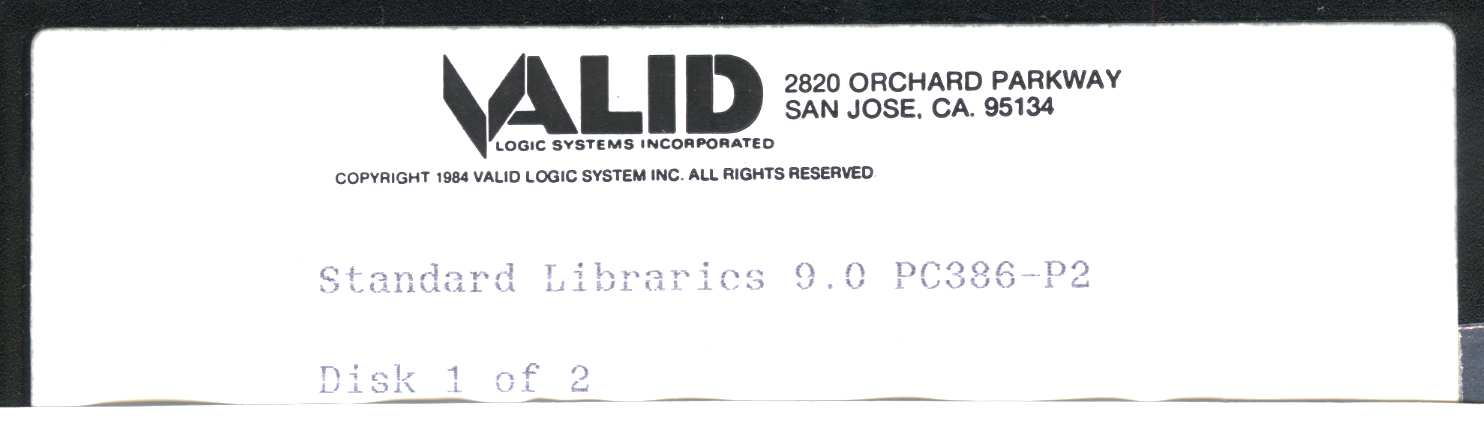 VALID
LOGIC SYSTEMS INCORPORATED
2820 ORCHARD PARKWAY
SAN JOSE, CA. 95134
COPYRIGHT 1984 VALID LOGIC SYSTEM INC. ALL RIGHTS RESERVED
Standard Libraries 9.0 PC386-P2
Disk 1 of 2